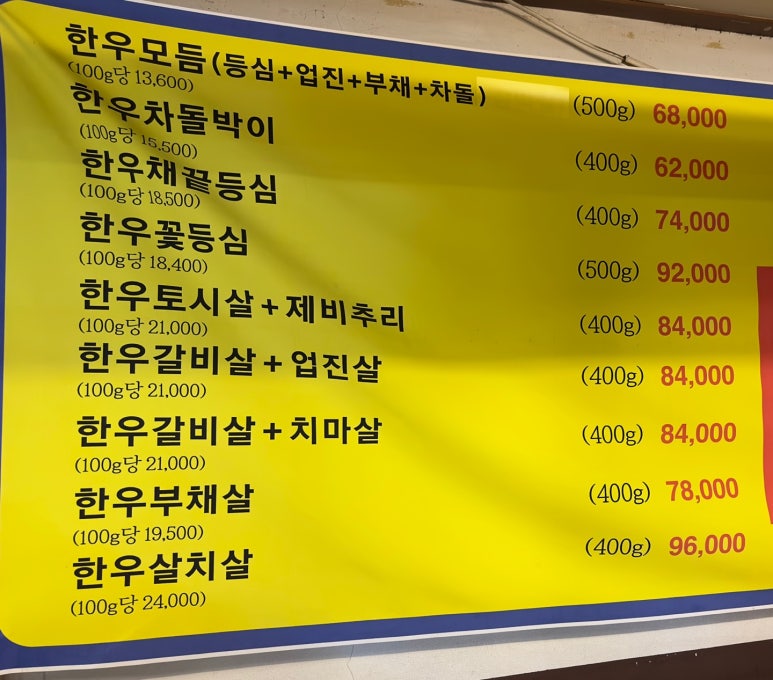 한우모듬(등심+업진+부채+차돌) (500g) 68,000
(100g당 13,600)
한우차돌박이 (400g) 62,000
(100g당 15,500)
한우채끝등심 (400g) 74,000
(100g당 18,500)
한우꽃등심 (500g) 92,000
(100g당 18,400)
한우토시살+제비추리 (400g) 84,000
(100g당 21,000)
한우갈비살+업진살 (400g) 84,000
(100g당 21,000)
한우갈비살+치마살 (400g) 84,000
(100g당 21,000)
한우부채살 (400g) 78,000
(100g당 19,500)
한우살치살 (400g) 96,000
(100g당 24,000)